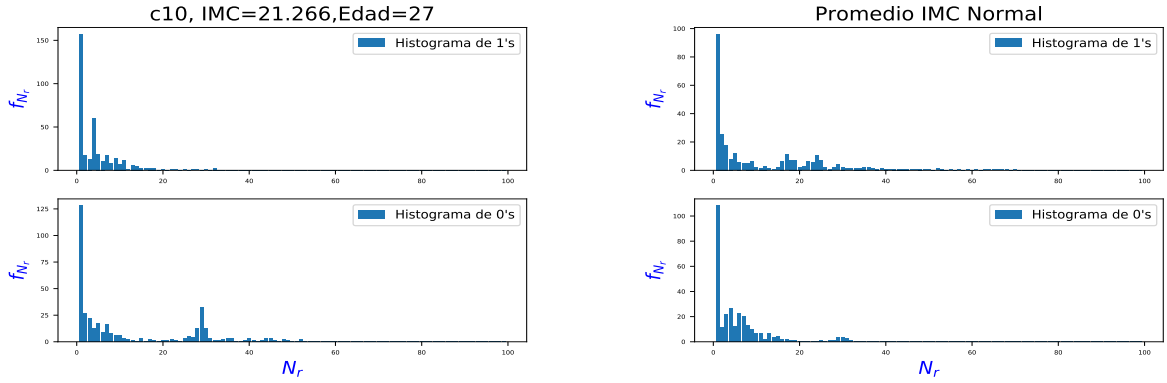 c10, IMC=21.266,Edad=27
Histograma de 1's
f_{N_r}
150
100
50
0
0 20 40 60 80 100
Histograma de 0's
f_{N_r}
125
100
75
50
25
0
0 20 40 60 80 100
N_r
Promedio IMC Normal
Histograma de 1's
f_{N_r}
100
80
60
40
20
0
0 20 40 60 80 100
Histograma de 0's
f_{N_r}
100
80
60
40
20
0
0 20 40 60 80 100
N_r